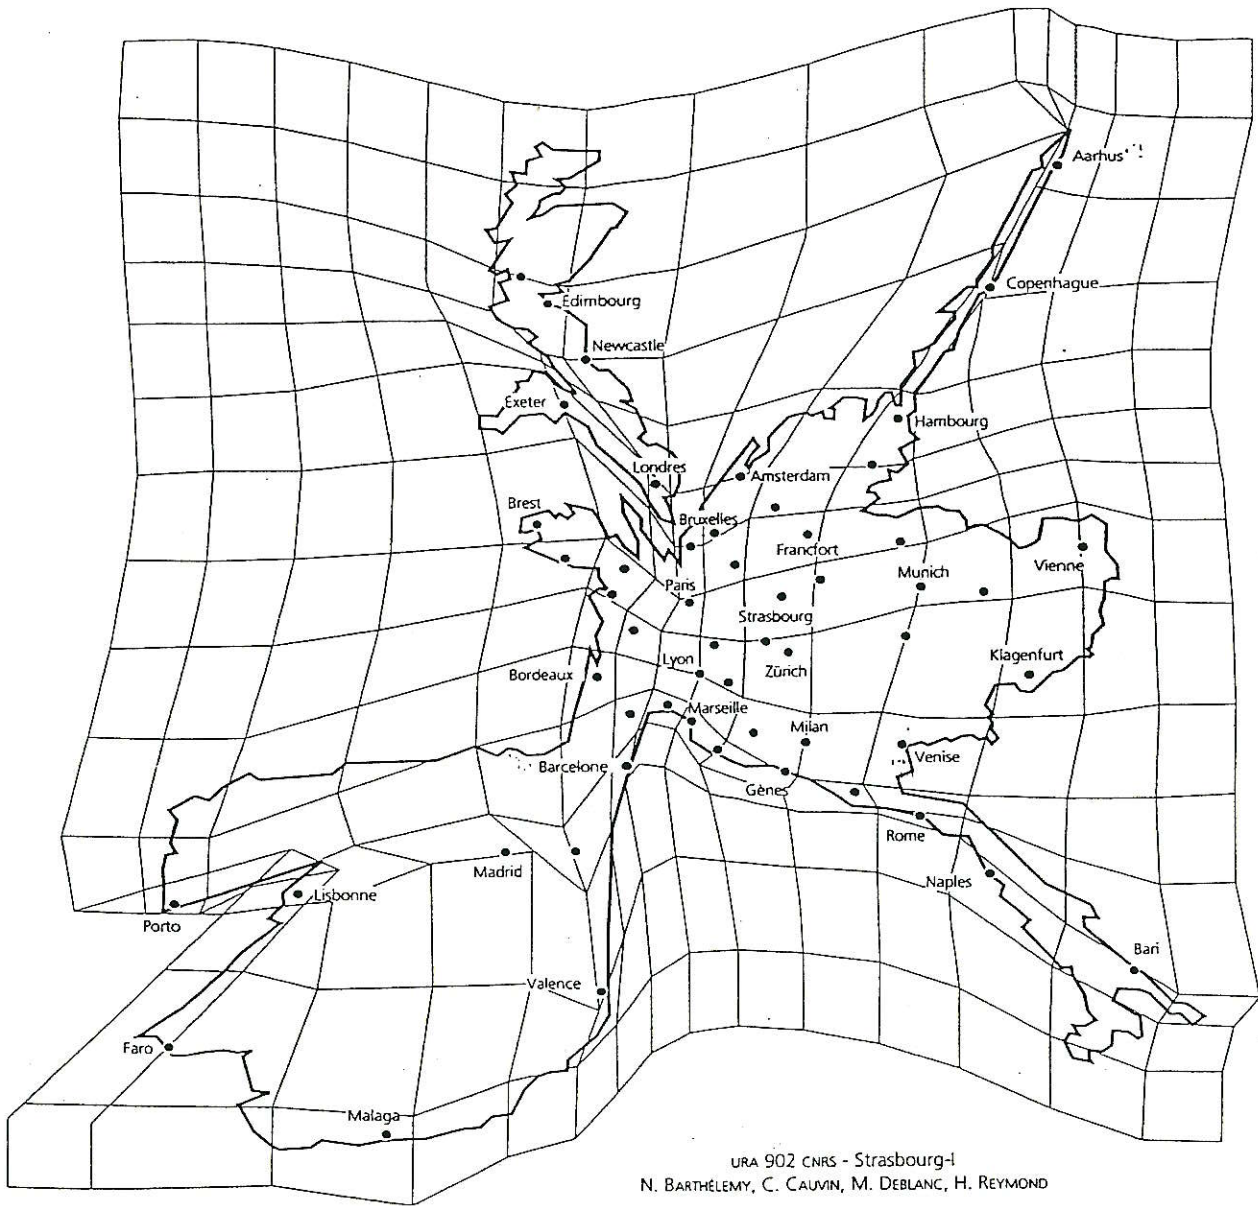 Aarhus
Copenhague
Edimbourg
Newcastle
Exeter
Hambourg
Londres
Amsterdam
Brest
Bruxelles
Francfort
Vienne
Munich
Paris
Strasbourg
Lyon
Zürich
Klagenfurt
Bordeaux
Marseille
Milan
Venise
Barcelone
Gênes
Rome
Madrid
Naples
Lisbonne
Porto
Bari
Valence
Faro
Malaga
URA 902 CNRS - Strasbourg-I
N. BARTHÉLEMY, C. CAUVIN, M. DEBLANC, H. REYMOND